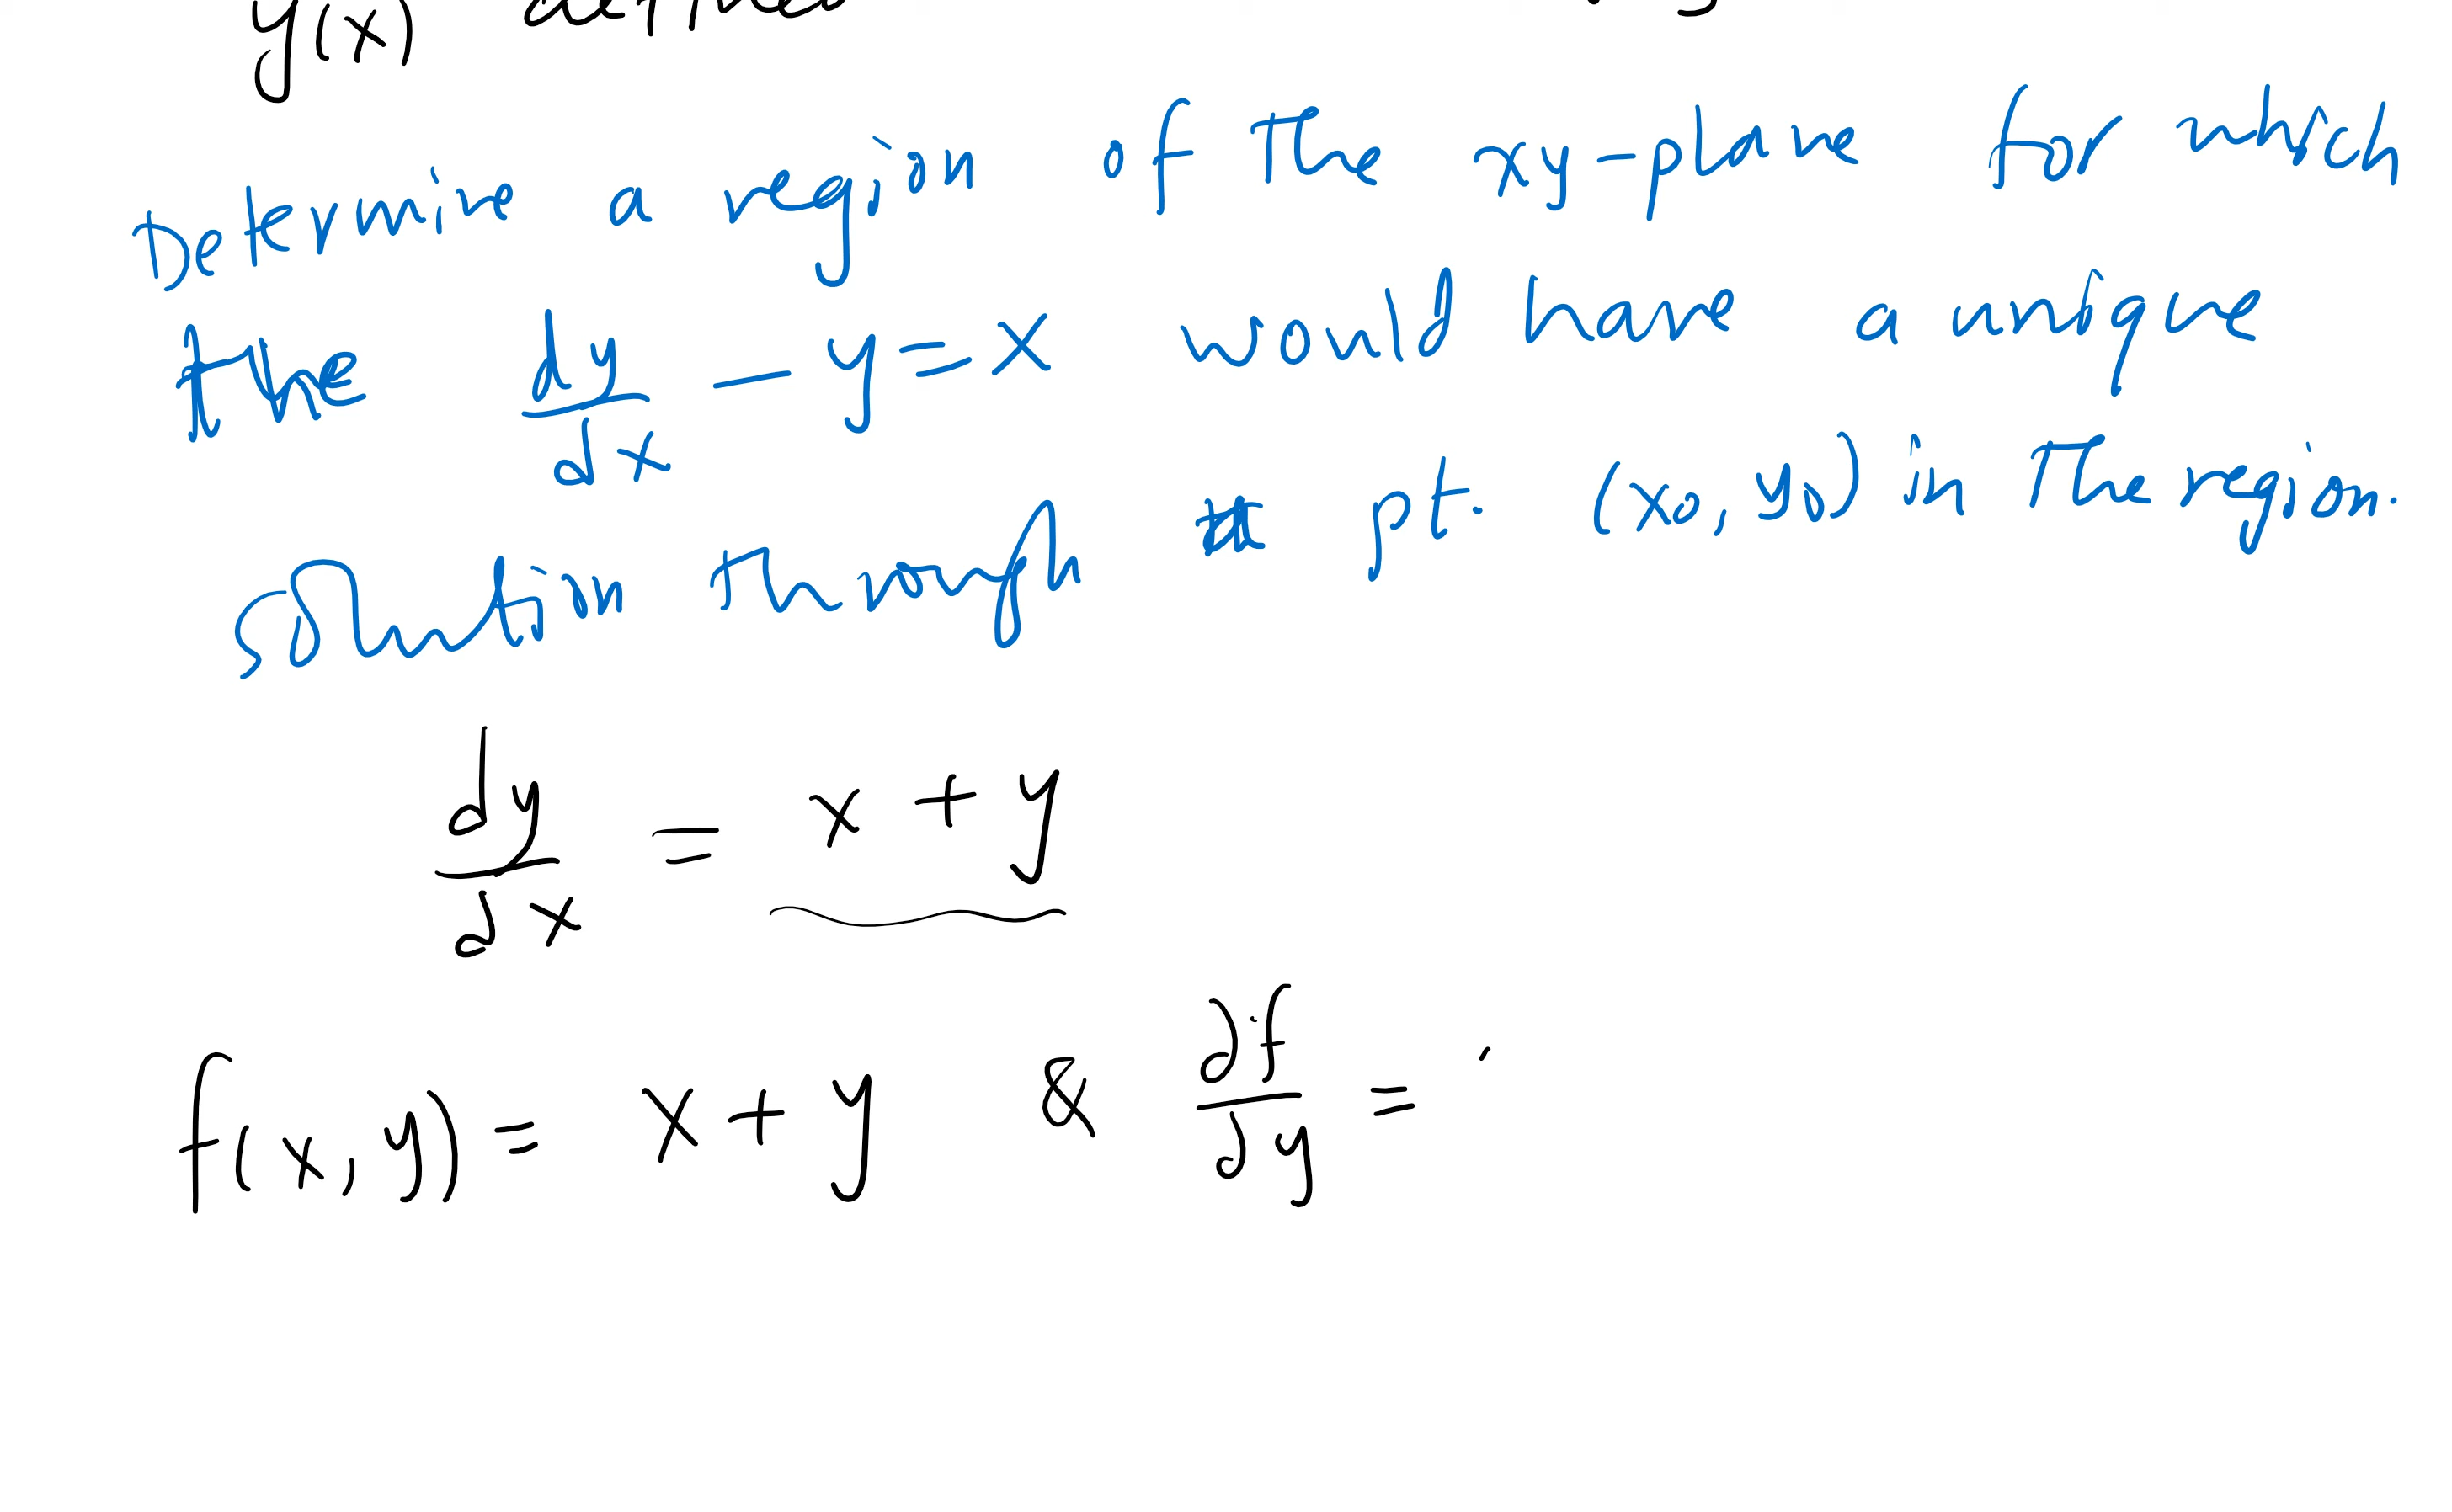 y(x)
Determine a region of the xy-plane for which
the dy/dx - y = x would have a unique
solution through a pt. (x₀, y₀) in the region.
dy/dx = x + y
f(x, y) = x + y & ∂f/∂y =